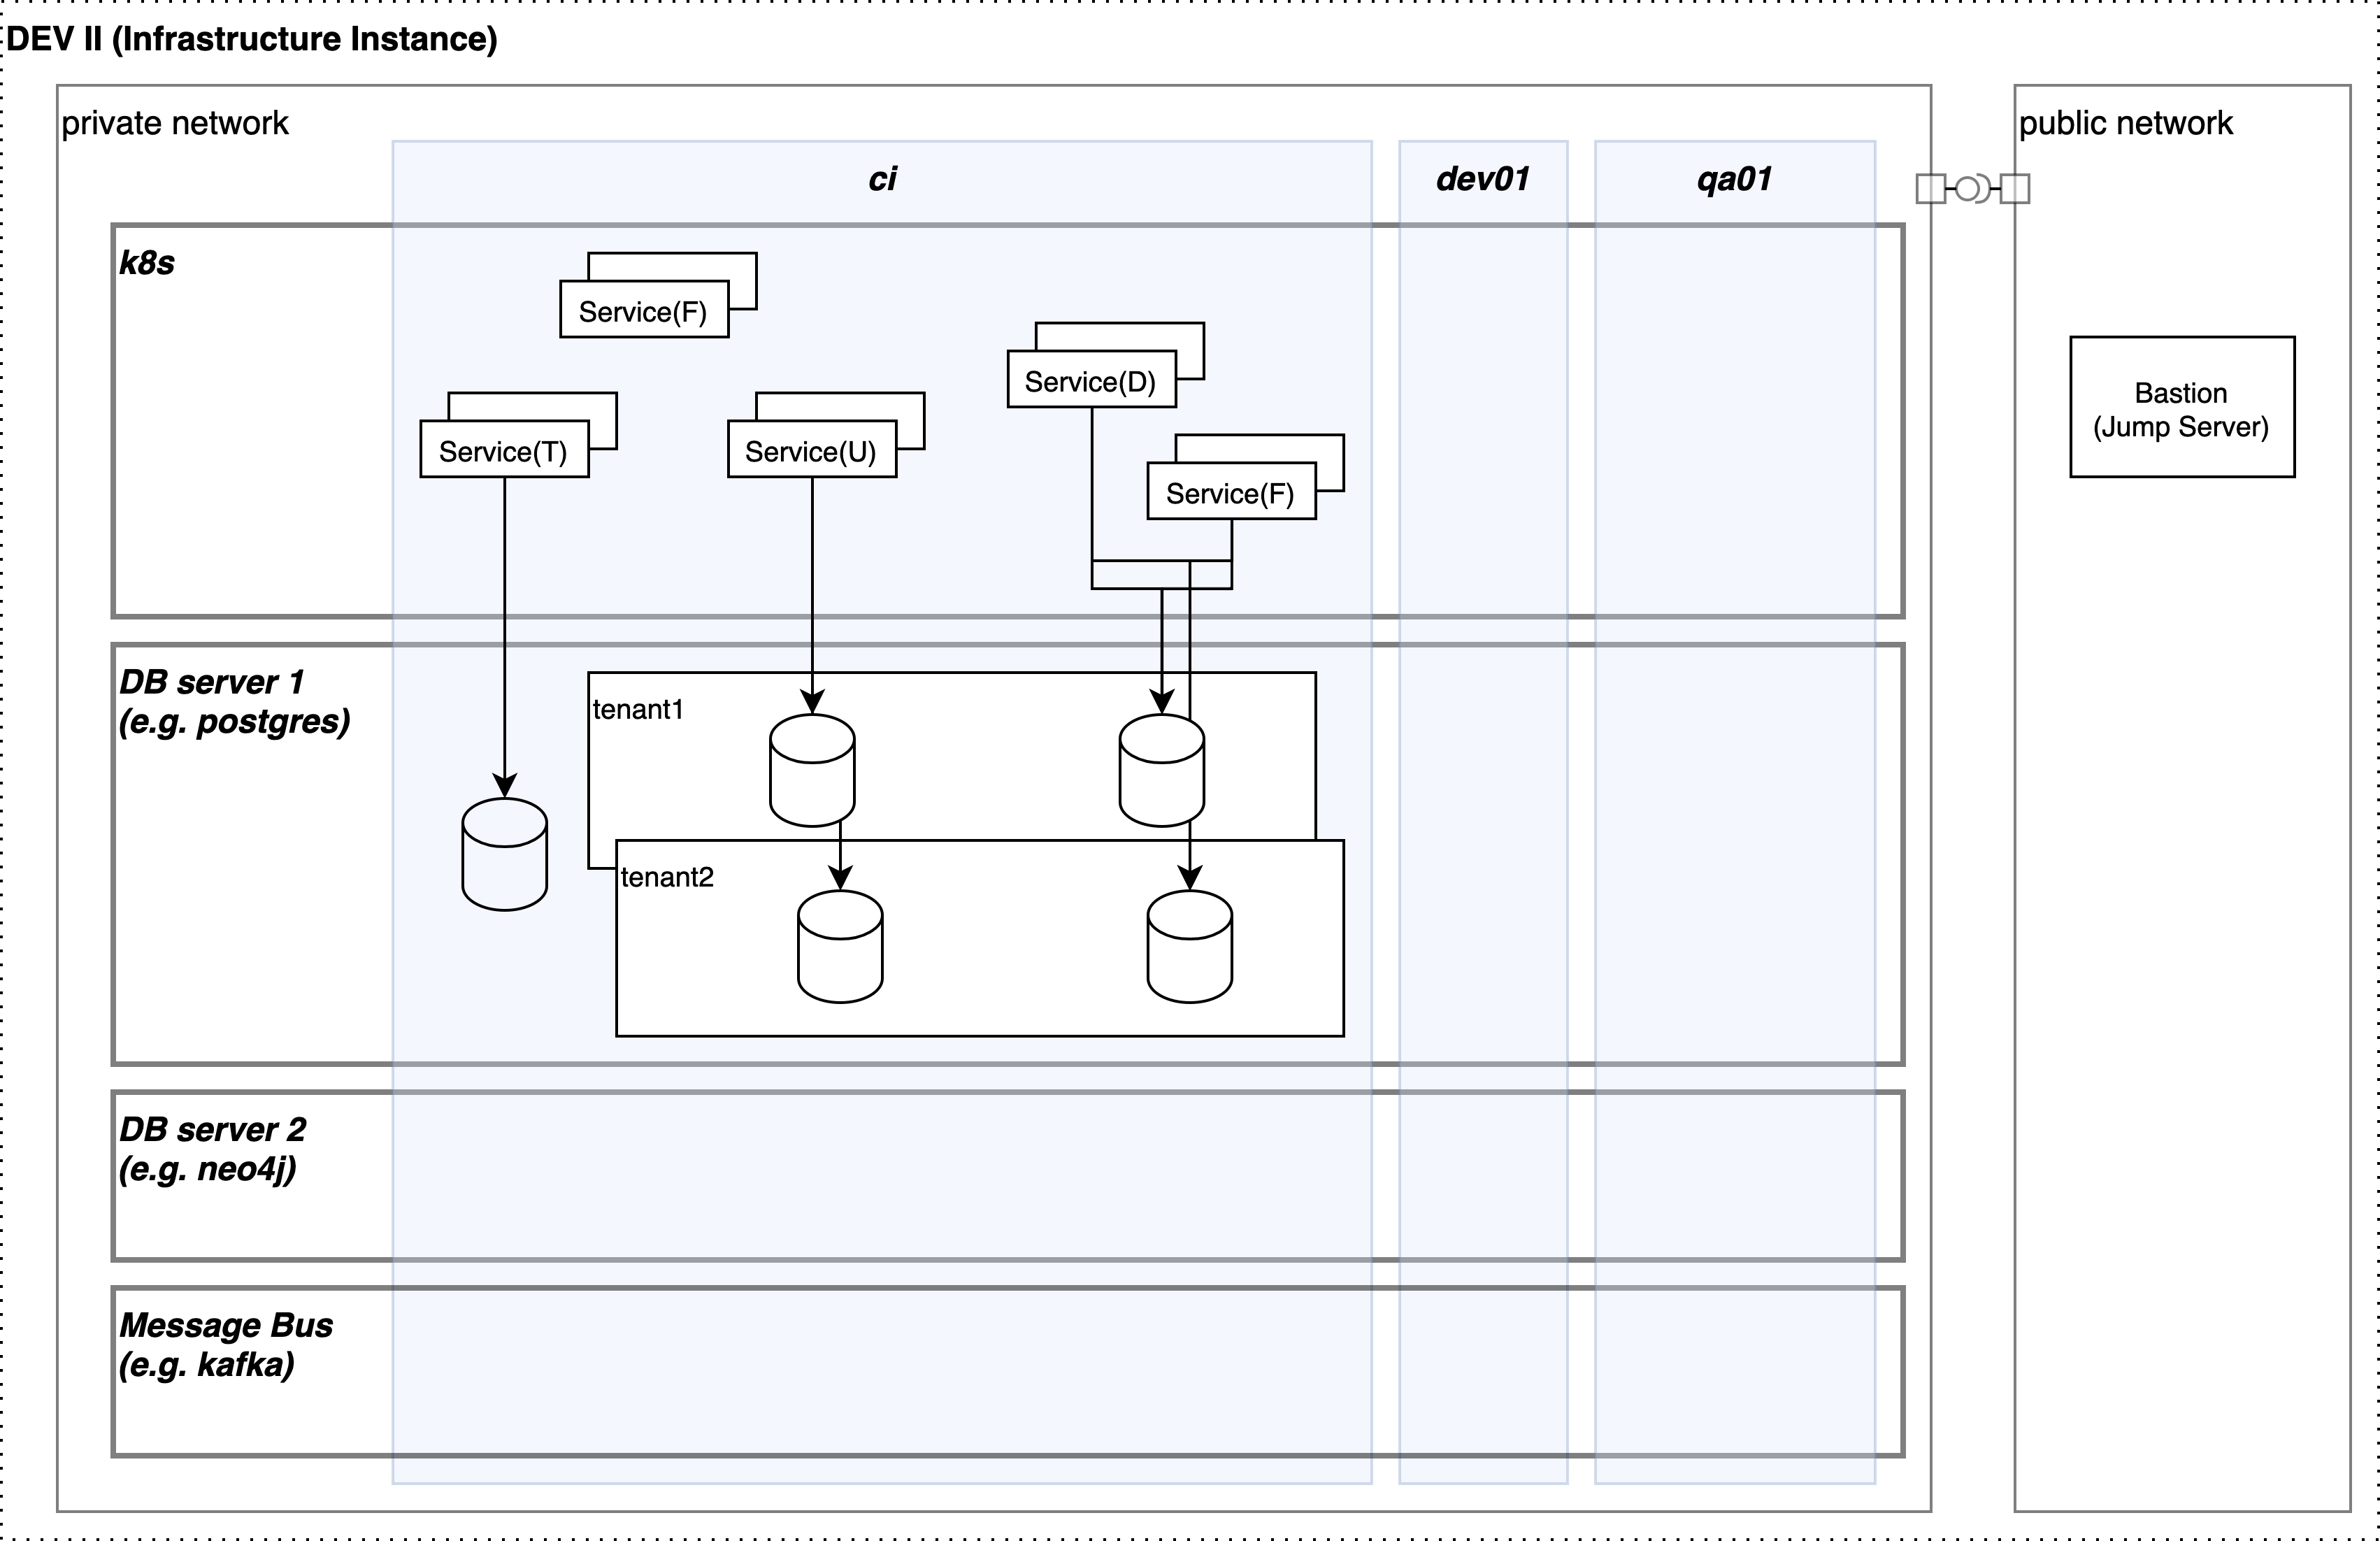 DEV II (Infrastructure Instance)
private network
public network
ci
dev01
qa01
k8s
Service(F)
Service(D)
Service(T)
Service(U)
Service(F)
Bastion
(Jump Server)
DB server 1
(e.g. postgres)
tenant1
tenant2
DB server 2
(e.g. neo4j)
Message Bus
(e.g. kafka)